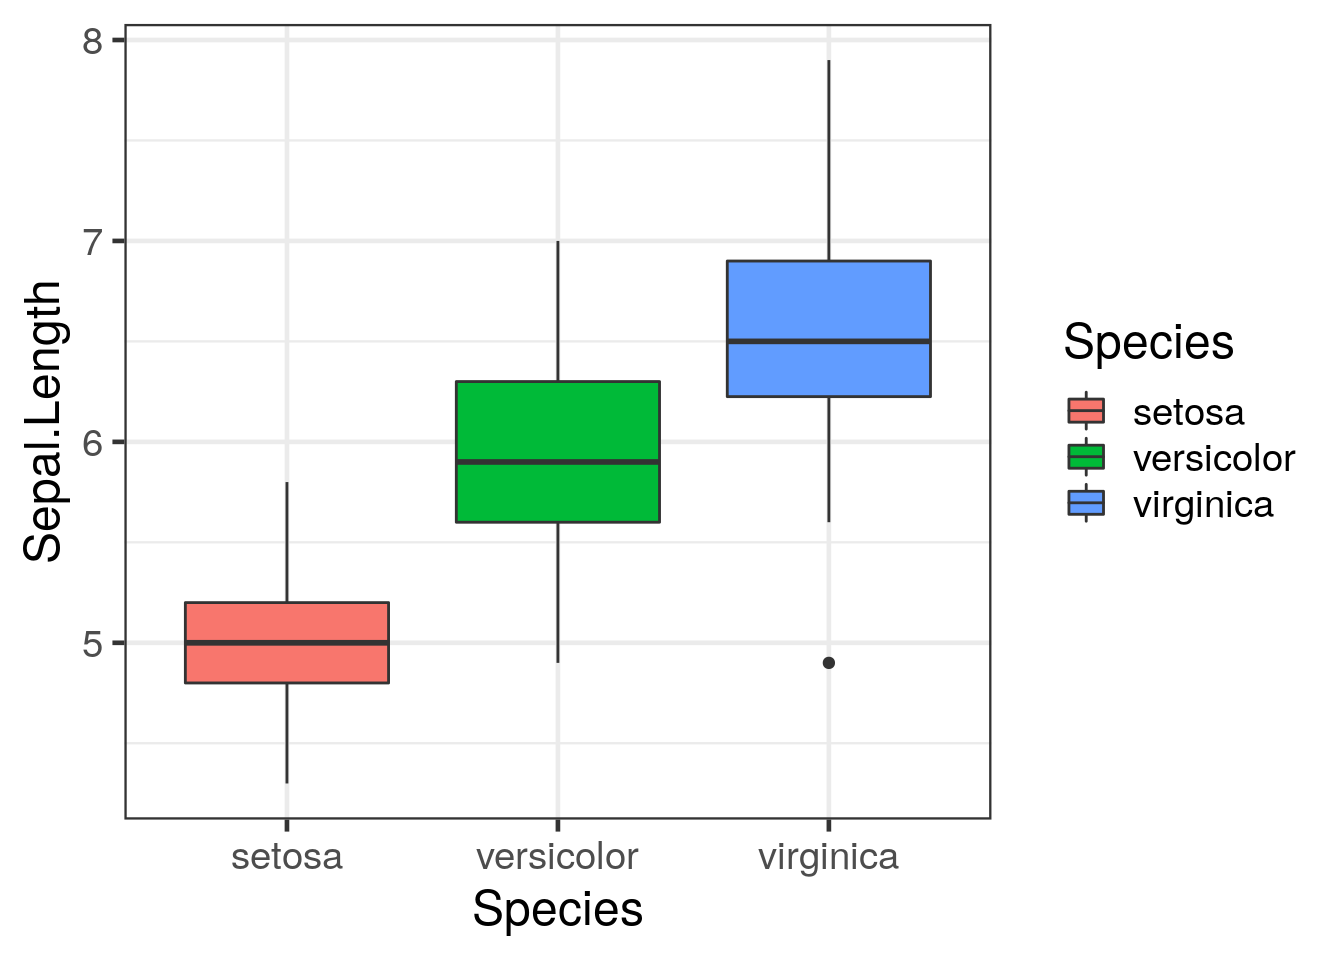 Sepal.Length
8
7
6
5
setosa versicolor virginica
Species
Species
setosa
versicolor
virginica